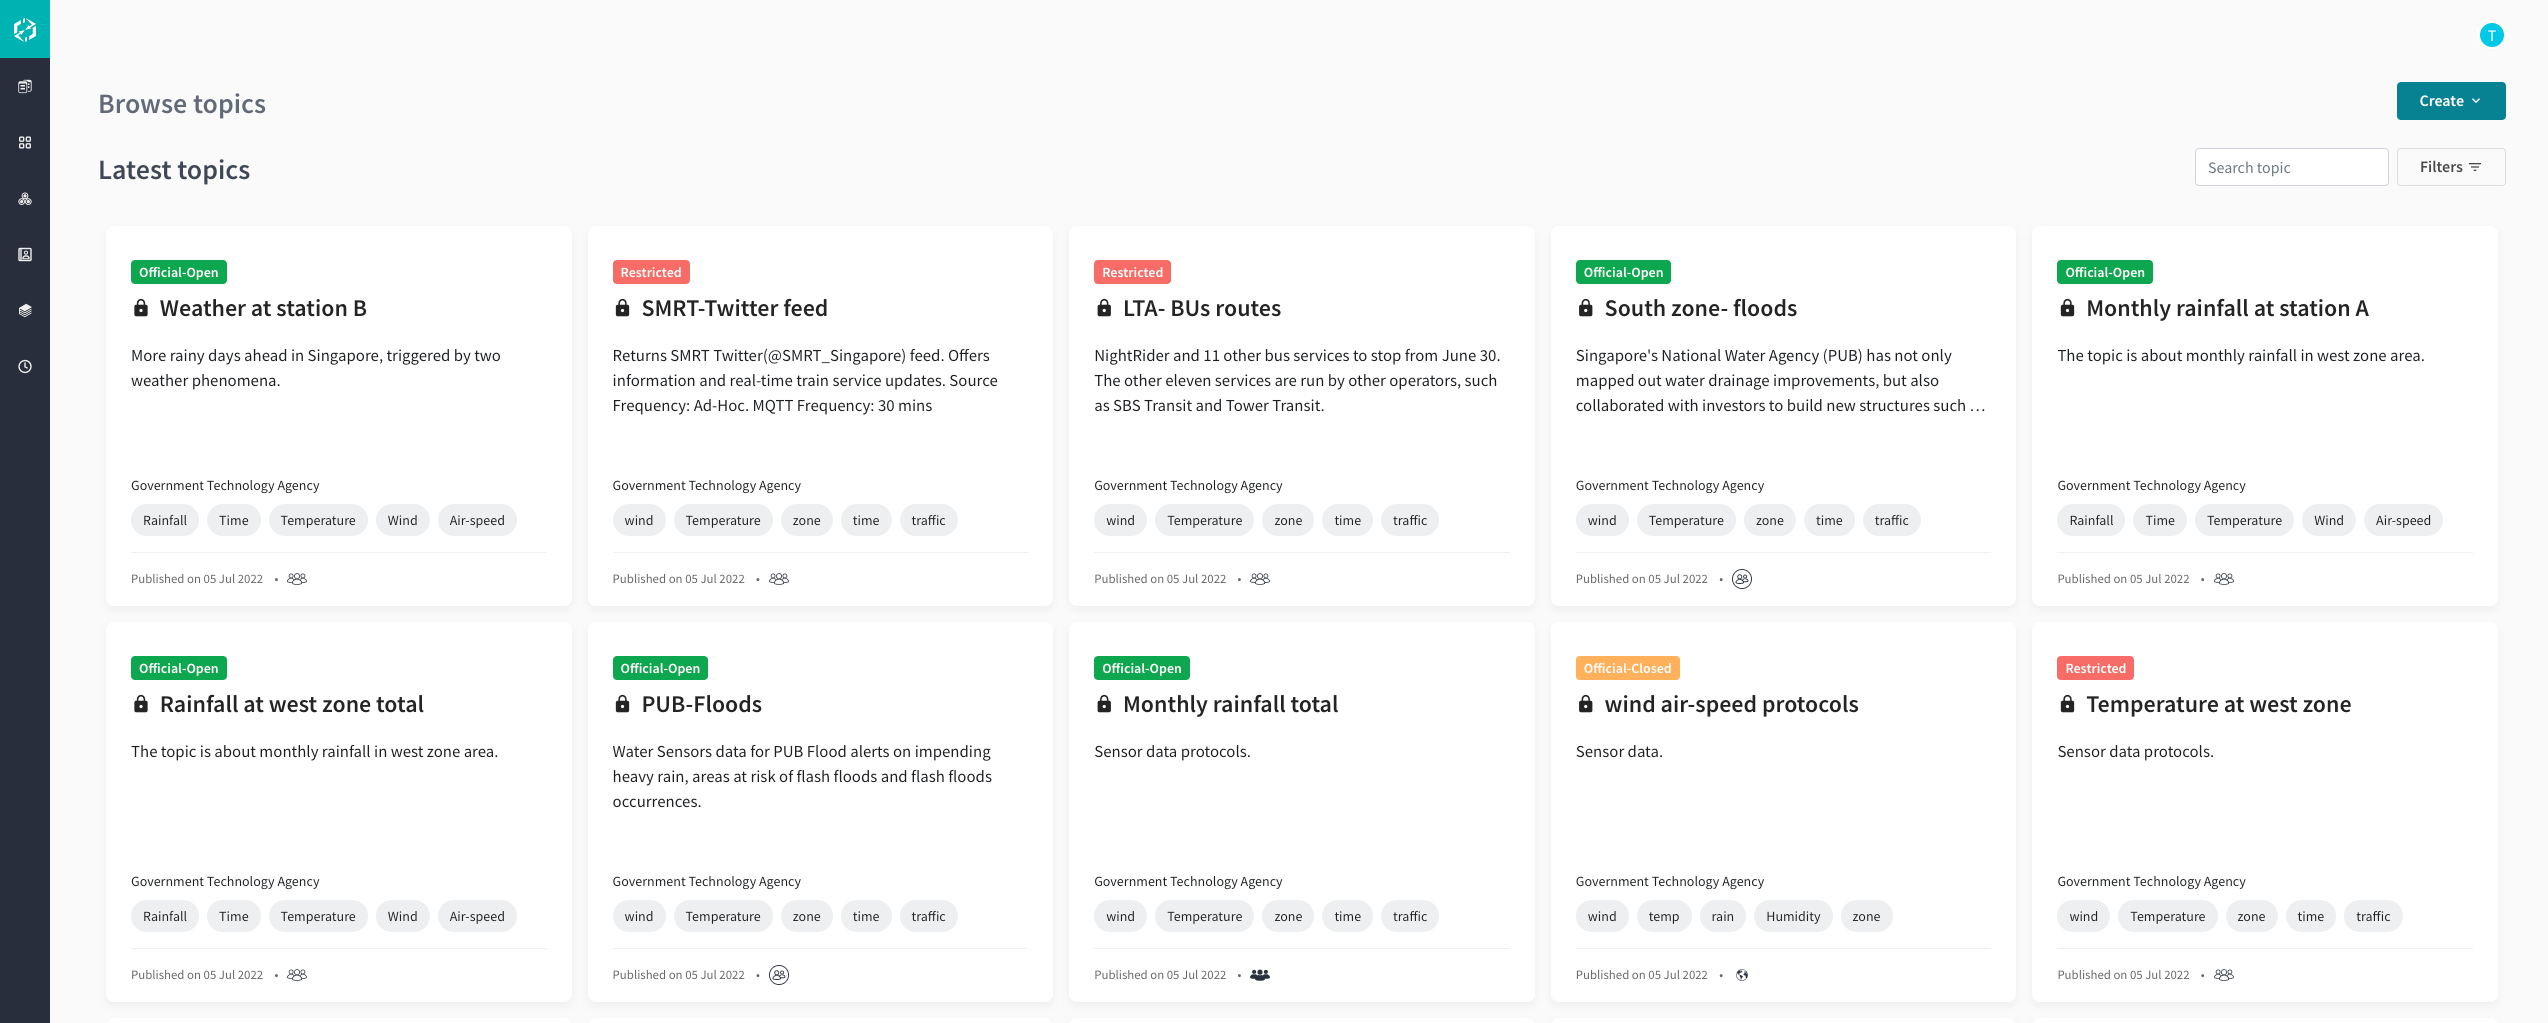 T
Browse topics
Create
Latest topics
Search topic
Filters
Official-Open
Weather at station B
More rainy days ahead in Singapore, triggered by two
weather phenomena.
Government Technology Agency
Rainfall Time Temperature Wind Air-speed
Published on 05 Jul 2022 •
Restricted
SMRT-Twitter feed
Returns SMRT Twitter(@SMRT_Singapore) feed. Offers
information and real-time train service updates. Source
Frequency: Ad-Hoc. MQTT Frequency: 30 mins
Government Technology Agency
wind Temperature zone time traffic
Published on 05 Jul 2022 •
Restricted
LTA- BUs routes
NightRider and 11 other bus services to stop from June 30.
The other eleven services are run by other operators, such
as SBS Transit and Tower Transit.
Government Technology Agency
wind Temperature zone time traffic
Published on 05 Jul 2022 •
Official-Open
South zone- floods
Singapore's National Water Agency (PUB) has not only
mapped out water drainage improvements, but also
collaborated with investors to build new structures such …
Government Technology Agency
wind Temperature zone time traffic
Published on 05 Jul 2022 •
Official-Open
Monthly rainfall at station A
The topic is about monthly rainfall in west zone area.
Government Technology Agency
Rainfall Time Temperature Wind Air-speed
Published on 05 Jul 2022 •
Official-Open
Rainfall at west zone total
The topic is about monthly rainfall in west zone area.
Government Technology Agency
Rainfall Time Temperature Wind Air-speed
Published on 05 Jul 2022 •
Official-Open
PUB-Floods
Water Sensors data for PUB Flood alerts on impending
heavy rain, areas at risk of flash floods and flash floods
occurrences.
Government Technology Agency
wind Temperature zone time traffic
Published on 05 Jul 2022 •
Official-Open
Monthly rainfall total
Sensor data protocols.
Government Technology Agency
wind Temperature zone time traffic
Published on 05 Jul 2022 •
Official-Closed
wind air-speed protocols
Sensor data.
Government Technology Agency
wind temp rain Humidity zone
Published on 05 Jul 2022 •
Restricted
Temperature at west zone
Sensor data protocols.
Government Technology Agency
wind Temperature zone time traffic
Published on 05 Jul 2022 •